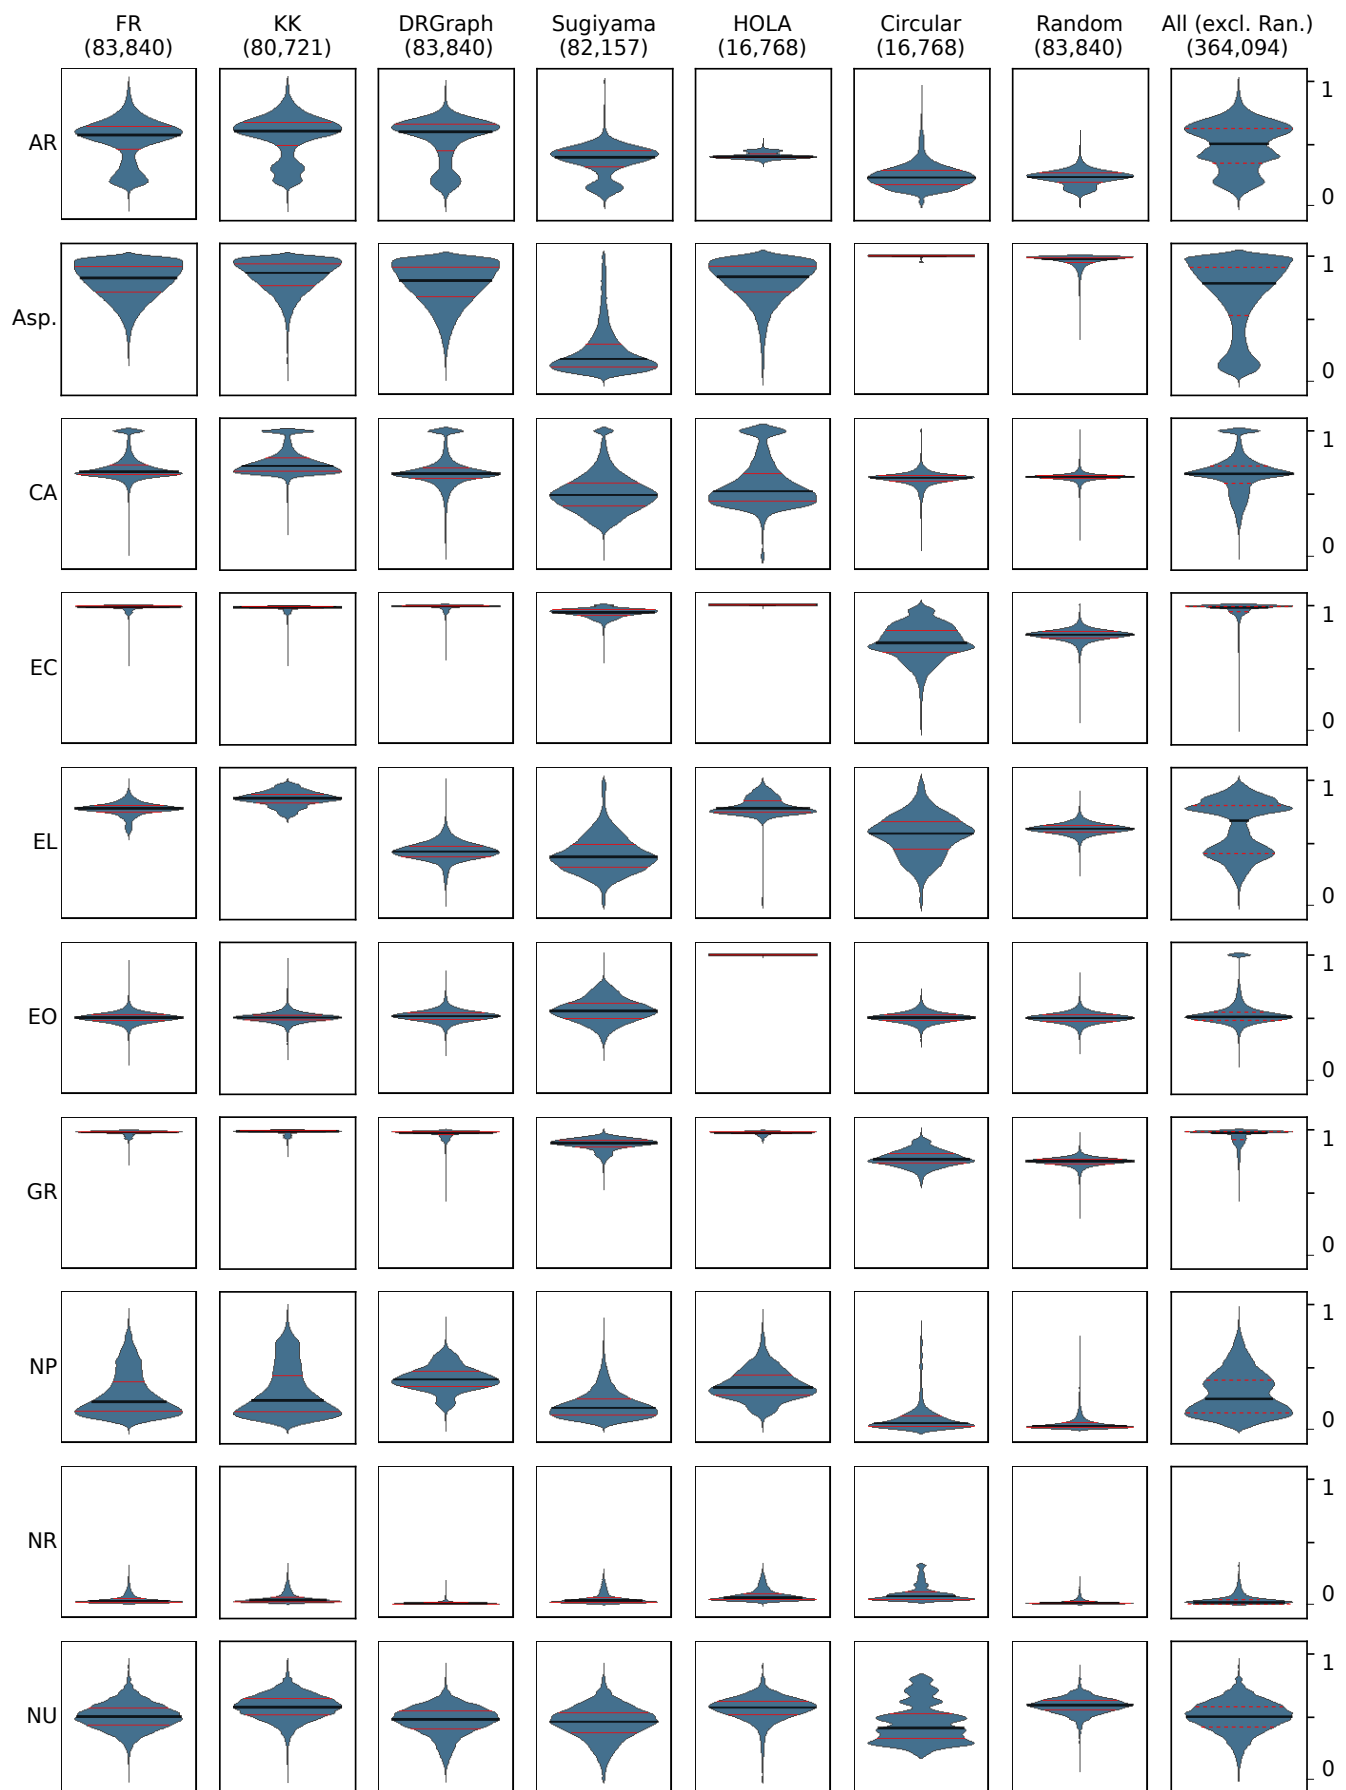 FR KK DRGraph Sugiyama HOLA Circular Random All (excl. Ran.)
(83,840) (80,721) (83,840) (82,157) (16,768) (16,768) (83,840) (364,094)
AR 1 0
Asp. 1 0
CA 1 0
EC 1 0
EL 1 0
EO 1 0
GR 1 0
NP 1 0
NR 1 0
NU 1 0